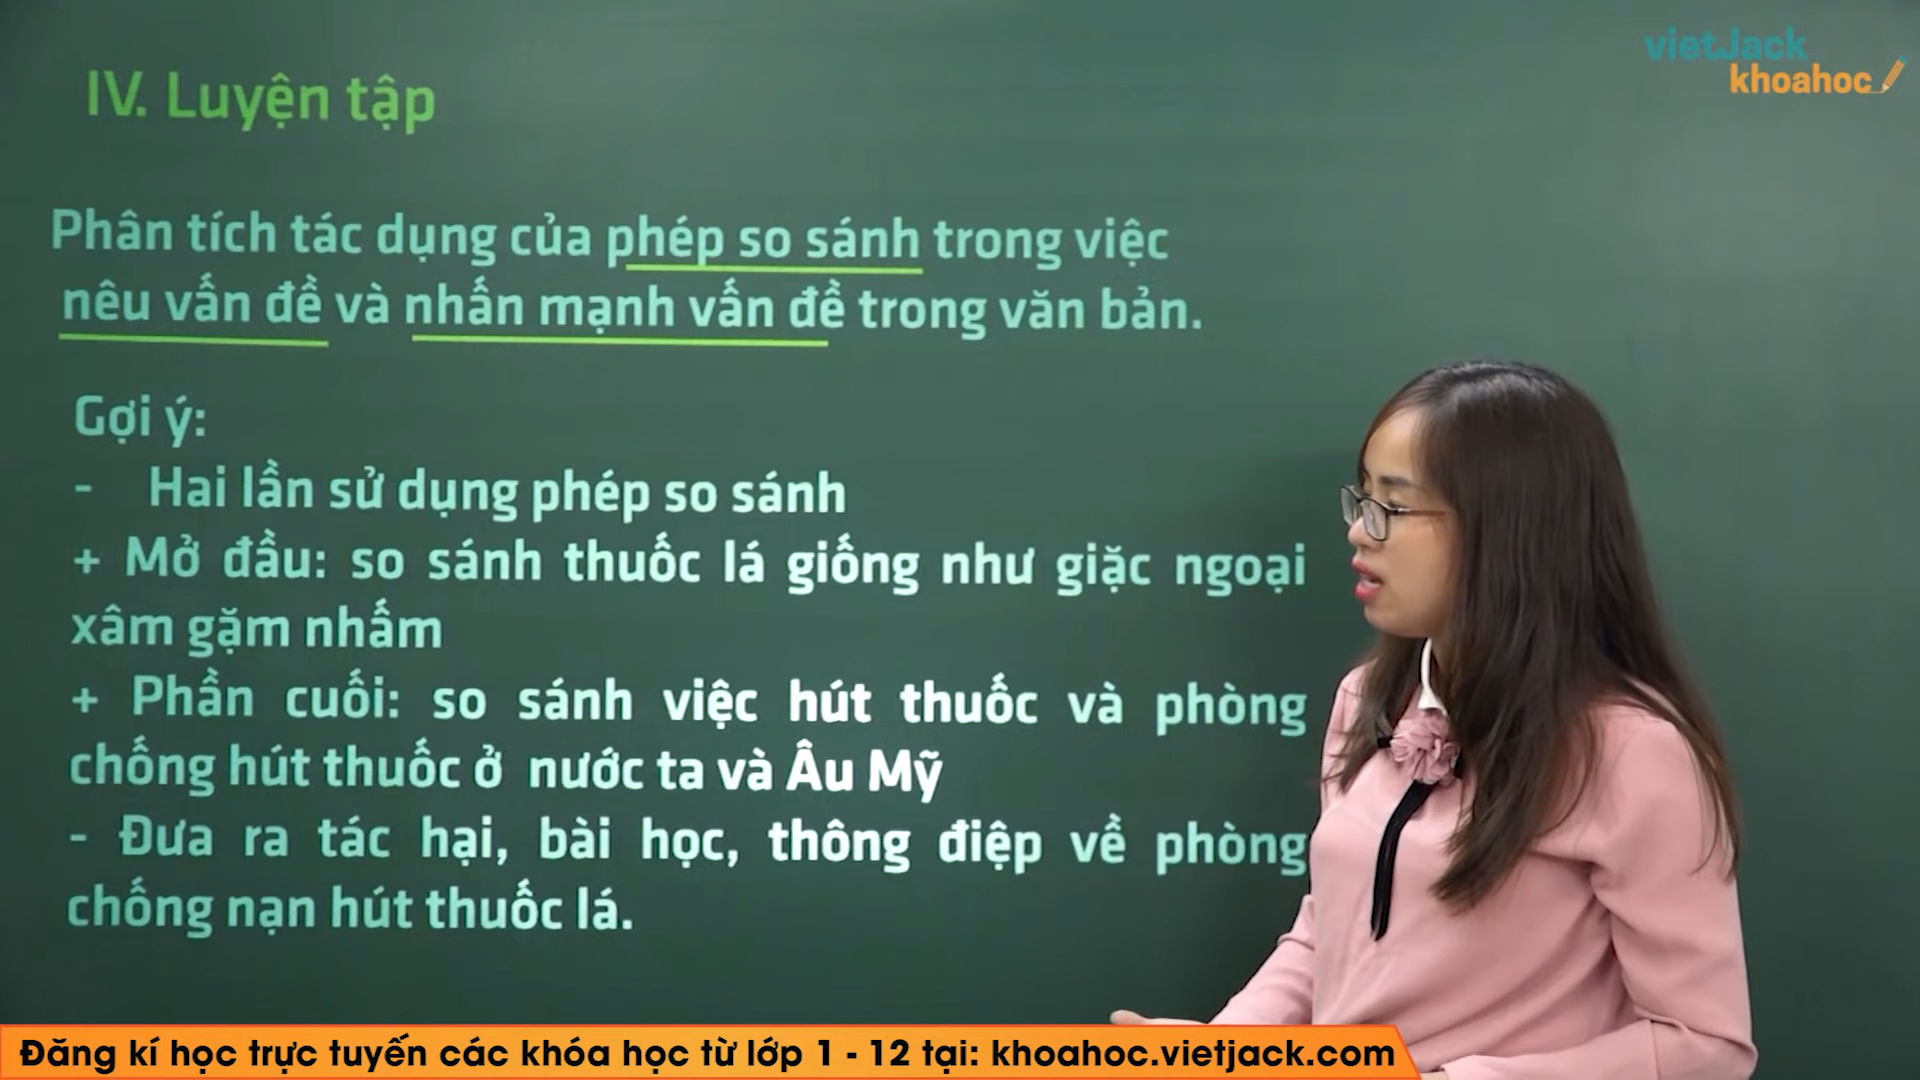 vietJack
khoahoc
IV. Luyện tập
Phân tích tác dụng của phép so sánh trong việc
nêu vấn đề và nhấn mạnh vấn đề trong văn bản.
Gợi ý:
- Hai lần sử dụng phép so sánh
+ Mở đầu: so sánh thuốc lá giống như giặc ngoại
xâm gặm nhấm
+ Phần cuối: so sánh việc hút thuốc và phòng
chống hút thuốc ở nước ta và Âu Mỹ
- Đưa ra tác hại, bài học, thông điệp về phòng
chống nạn hút thuốc lá.
Đăng kí học trực tuyến các khóa học từ lớp 1 - 12 tại: khoahoc.vietjack.com